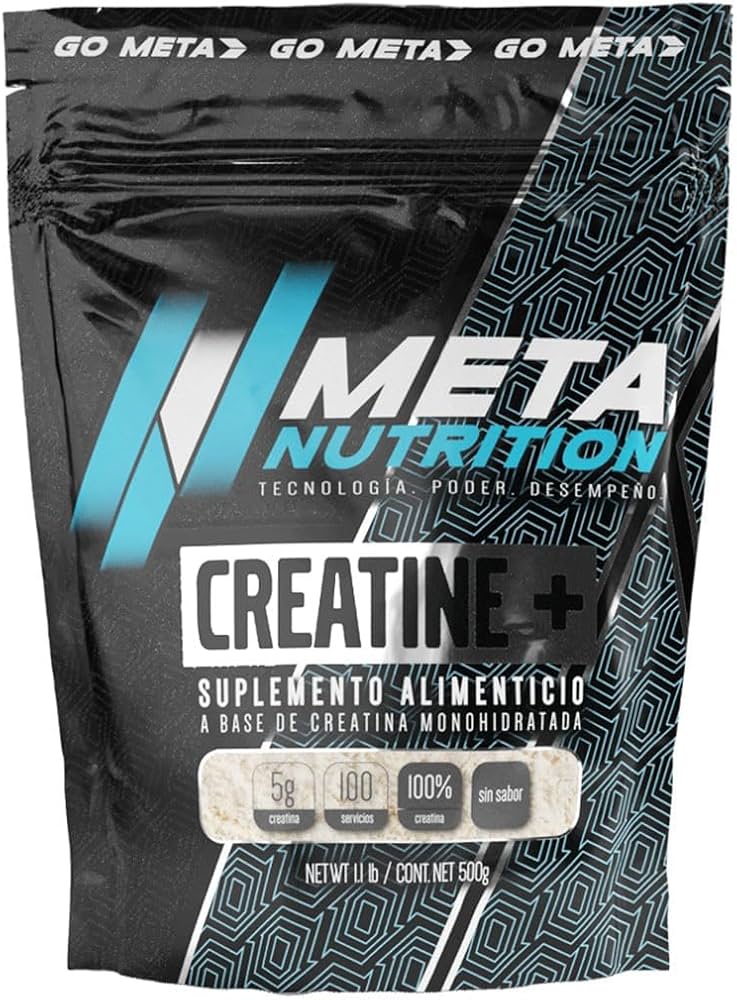 GO META GO META GO META
META
NUTRITION
TECNOLOGÍA. PODER. DESEMPEÑO.
CREATINE +
SUPLEMENTO ALIMENTICIO
A BASE DE CREATINA MONOHIDRATADA
5g 100 100% sin sabor
creatina servicios creatina
NET WT 1.1 lb / CONT. NET 500g